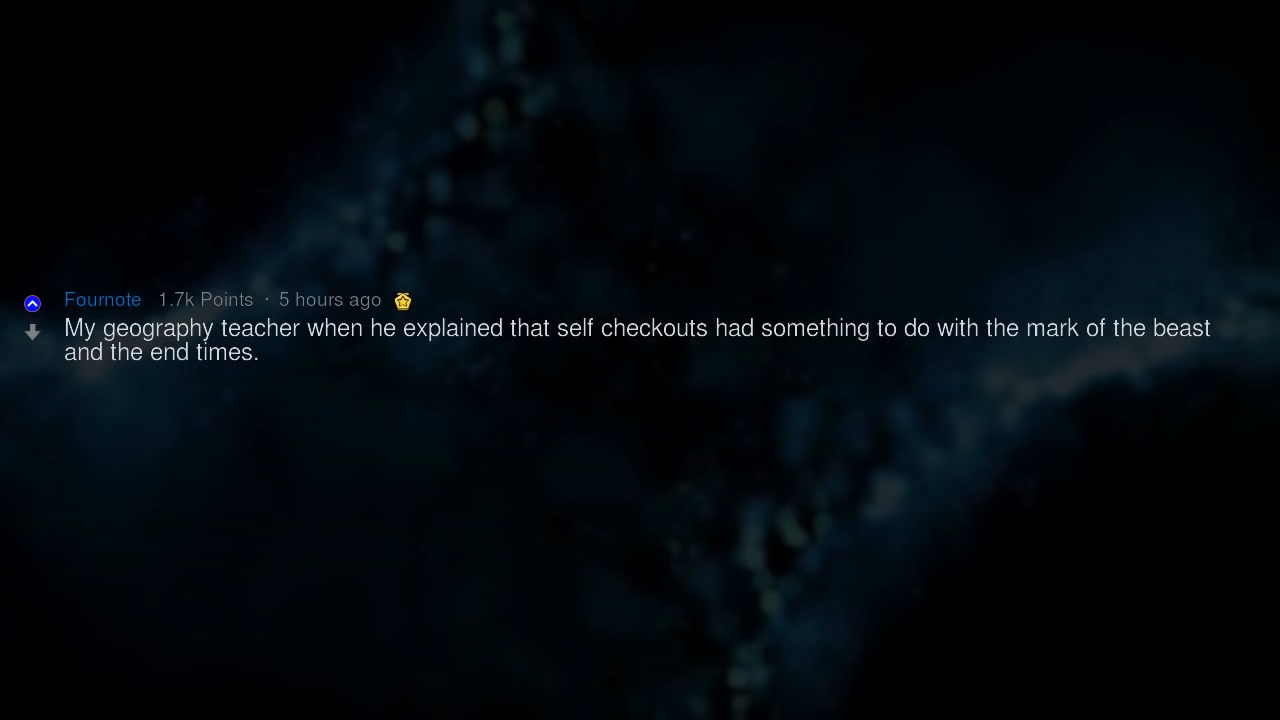 Fournote 1.7k Points · 5 hours ago
My geography teacher when he explained that self checkouts had something to do with the mark of the beast
and the end times.